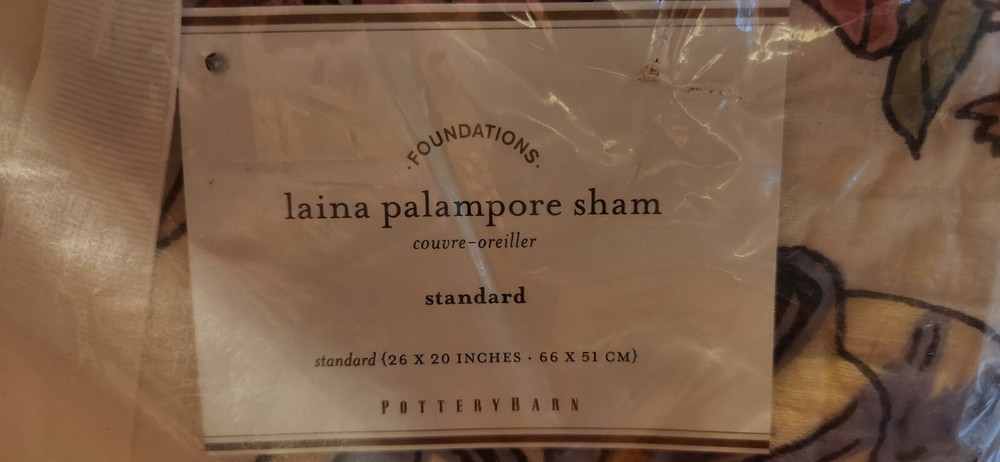 ·FOUNDATIONS·
laina palampore sham
couvre-oreiller
standard
standard {26 X 20 INCHES · 66 X 51 CM}
POTTERYBARN